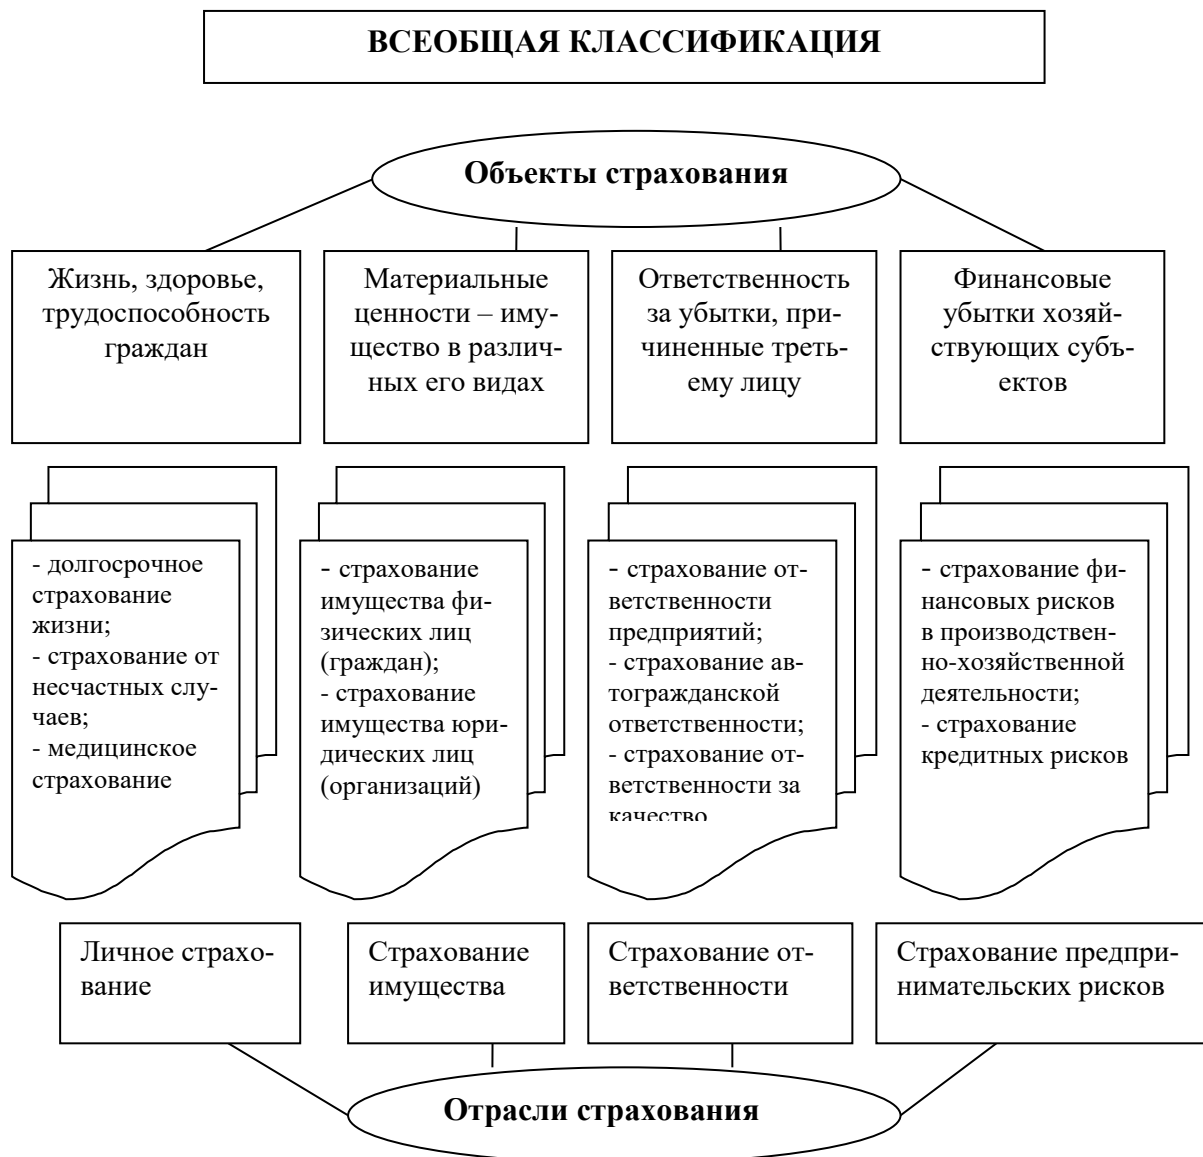 ВСЕОБЩАЯ КЛАССИФИКАЦИЯ
Объекты страхования
Жизнь, здоровье,
трудоспособность
граждан
Материальные
ценности – иму-
щество в различ-
ных его видах
Ответственность
за убытки, при-
чиненные треть-
ему лицу
Финансовые
убытки хозяй-
ствующих субъ-
ектов
- долгосрочное
страхование
жизни;
- страхование от
несчастных слу-
чаев;
- медицинское
страхование
- страхование
имущества фи-
зических лиц
(граждан);
- страхование
имущества юри-
дических лиц
(организаций)
- страхование от-
ветственности
предприятий;
- страхование ав-
тогражданской
ответственности;
- страхование от-
ветственности за
качество
- страхование фи-
нансовых рисков
в производствен-
но-хозяйственной
деятельности;
- страхование
кредитных рисков
Личное страхо-
вание
Страхование
имущества
Страхование от-
ветственности
Страхование предпри-
нимательских рисков
Отрасли страхования